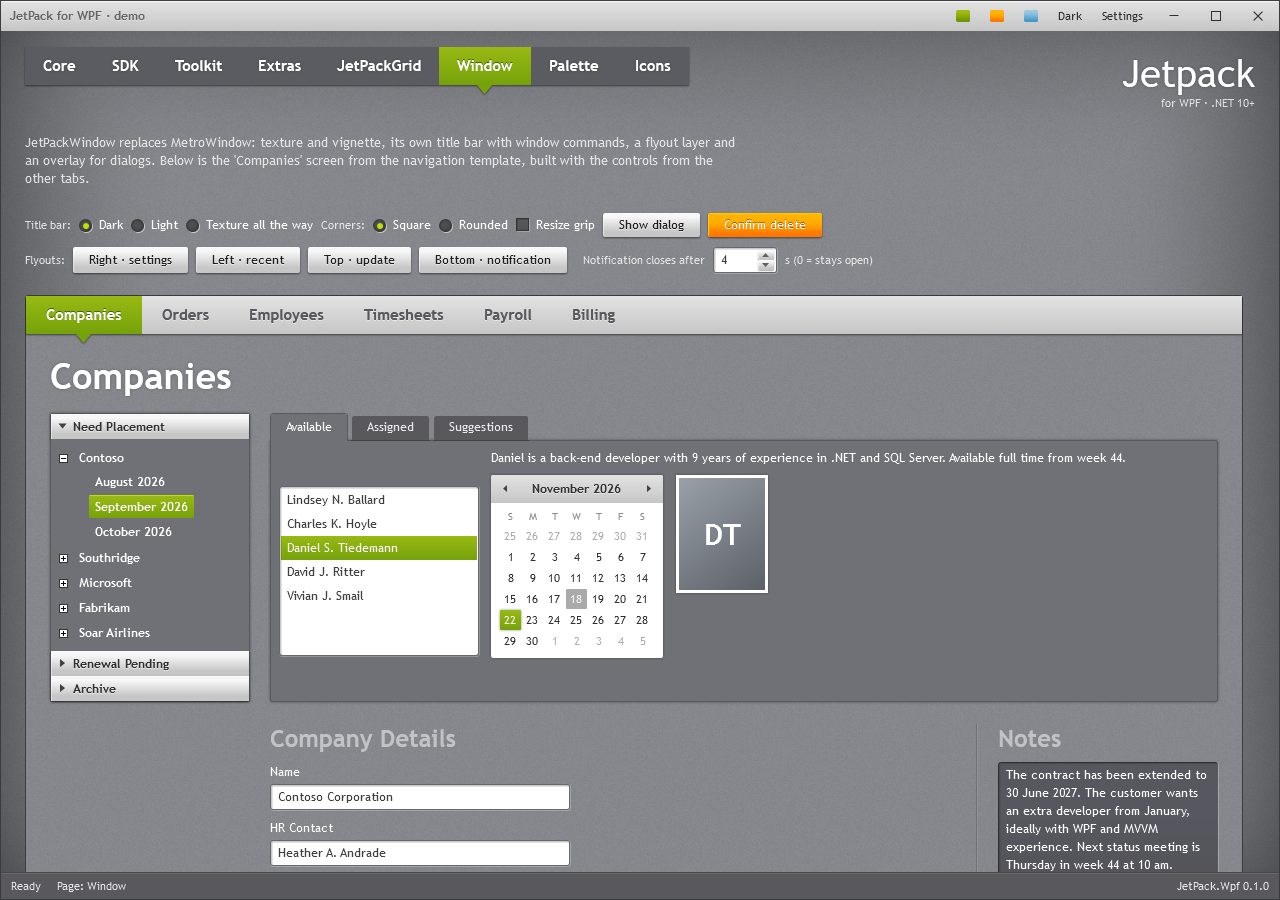 JetPack for WPF · demo
Dark Settings
Core SDK Toolkit Extras JetPackGrid Window Palette Icons
Jetpack
for WPF · .NET 10+
JetPackWindow replaces MetroWindow: texture and vignette, its own title bar with window commands, a flyout layer and
an overlay for dialogs. Below is the 'Companies' screen from the navigation template, built with the controls from the
other tabs.
Title bar: Dark Light Texture all the way Corners: Square Rounded Resize grip Show dialog Confirm delete
Flyouts: Right · settings Left · recent Top · update Bottom · notification Notification closes after 4 s (0 = stays open)
Companies Orders Employees Timesheets Payroll Billing
Companies
Need Placement
Contoso
August 2026
September 2026
October 2026
Southridge
Microsoft
Fabrikam
Soar Airlines
Renewal Pending
Archive
Available Assigned Suggestions
Daniel is a back-end developer with 9 years of experience in .NET and SQL Server. Available full time from week 44.
Lindsey N. Ballard
Charles K. Hoyle
Daniel S. Tiedemann
David J. Ritter
Vivian J. Smail
November 2026
S M T W T F S
25 26 27 28 29 30 31
1 2 3 4 5 6 7
8 9 10 11 12 13 14
15 16 17 18 19 20 21
22 23 24 25 26 27 28
29 30 1 2 3 4 5
DT
Company Details
Name
Contoso Corporation
HR Contact
Heather A. Andrade
Notes
The contract has been extended to
30 June 2027. The customer wants
an extra developer from January,
ideally with WPF and MVVM
experience. Next status meeting is
Thursday in week 44 at 10 am.
Ready Page: Window JetPack.Wpf 0.1.0